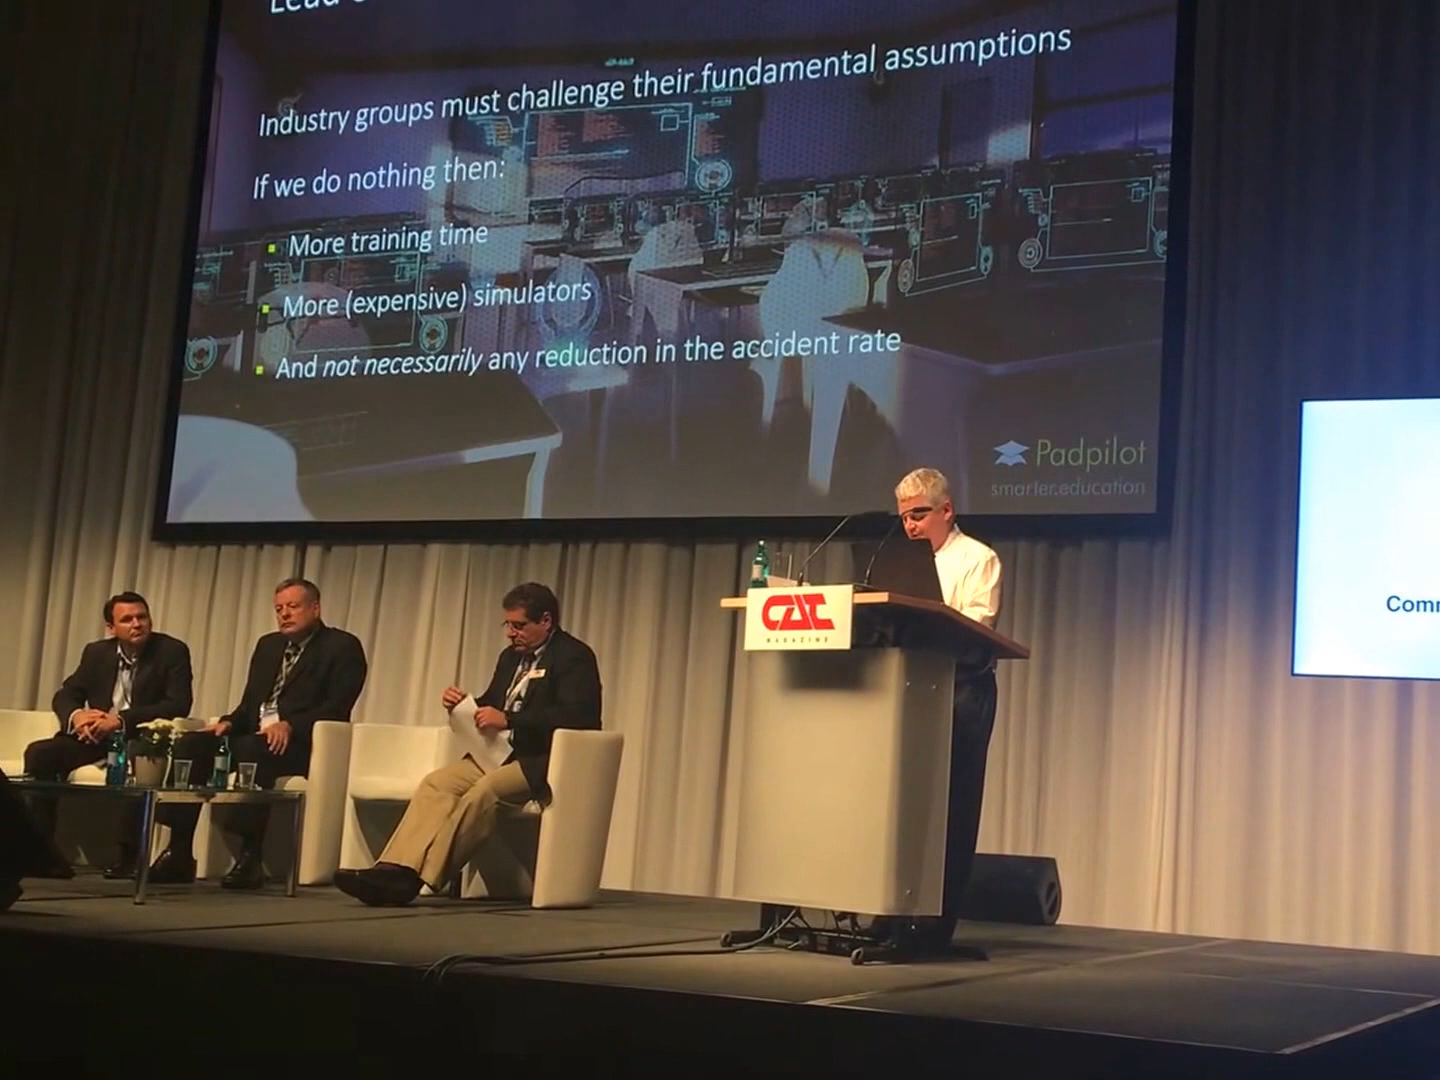 Industry groups must challenge their fundamental assumptions
If we do nothing then:
More training time
More (expensive) simulators
And not necessarily any reduction in the accident rate
Padpilot
smarter.education
CAT
MAGAZINE